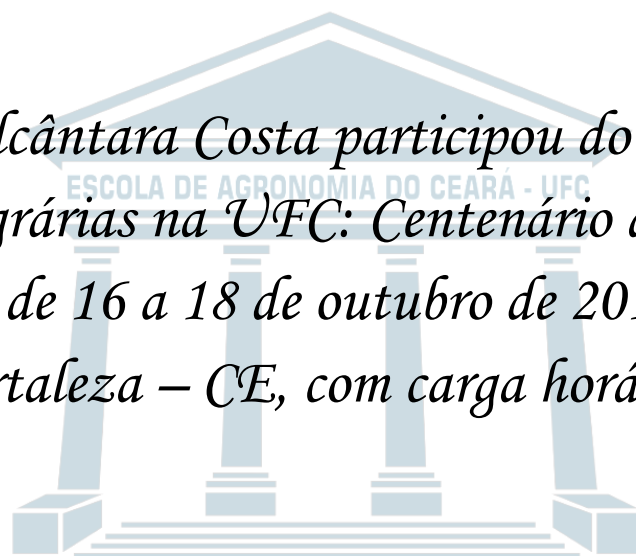 lcântara Costa participou do
ESCOLA DE AGRONOMIA DO CEARÁ - UFC
grárias na UFC: Centenário
de 16 a 18 de outubro de 201
rtaleza – CE, com carga horá